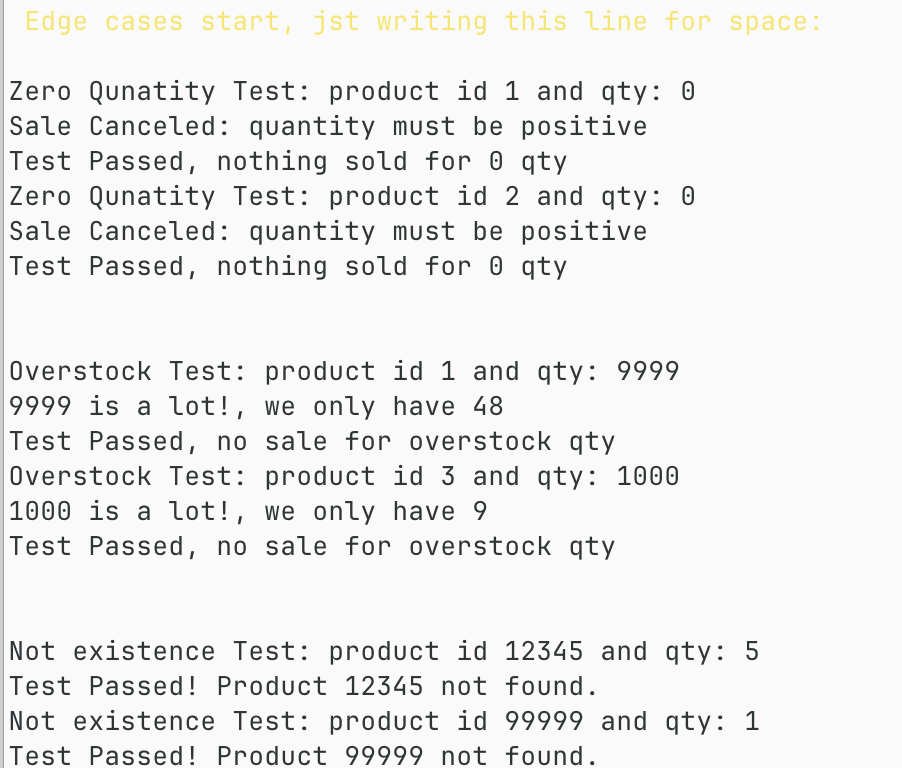 Edge cases start, jst writing this line for space:
Zero Qunatity Test: product id 1 and qty: 0
Sale Canceled: quantity must be positive
Test Passed, nothing sold for 0 qty
Zero Qunatity Test: product id 2 and qty: 0
Sale Canceled: quantity must be positive
Test Passed, nothing sold for 0 qty
Overstock Test: product id 1 and qty: 9999
9999 is a lot!, we only have 48
Test Passed, no sale for overstock qty
Overstock Test: product id 3 and qty: 1000
1000 is a lot!, we only have 9
Test Passed, no sale for overstock qty
Not existence Test: product id 12345 and qty: 5
Test Passed! Product 12345 not found.
Not existence Test: product id 99999 and qty: 1
Test Passed! Product 99999 not found.